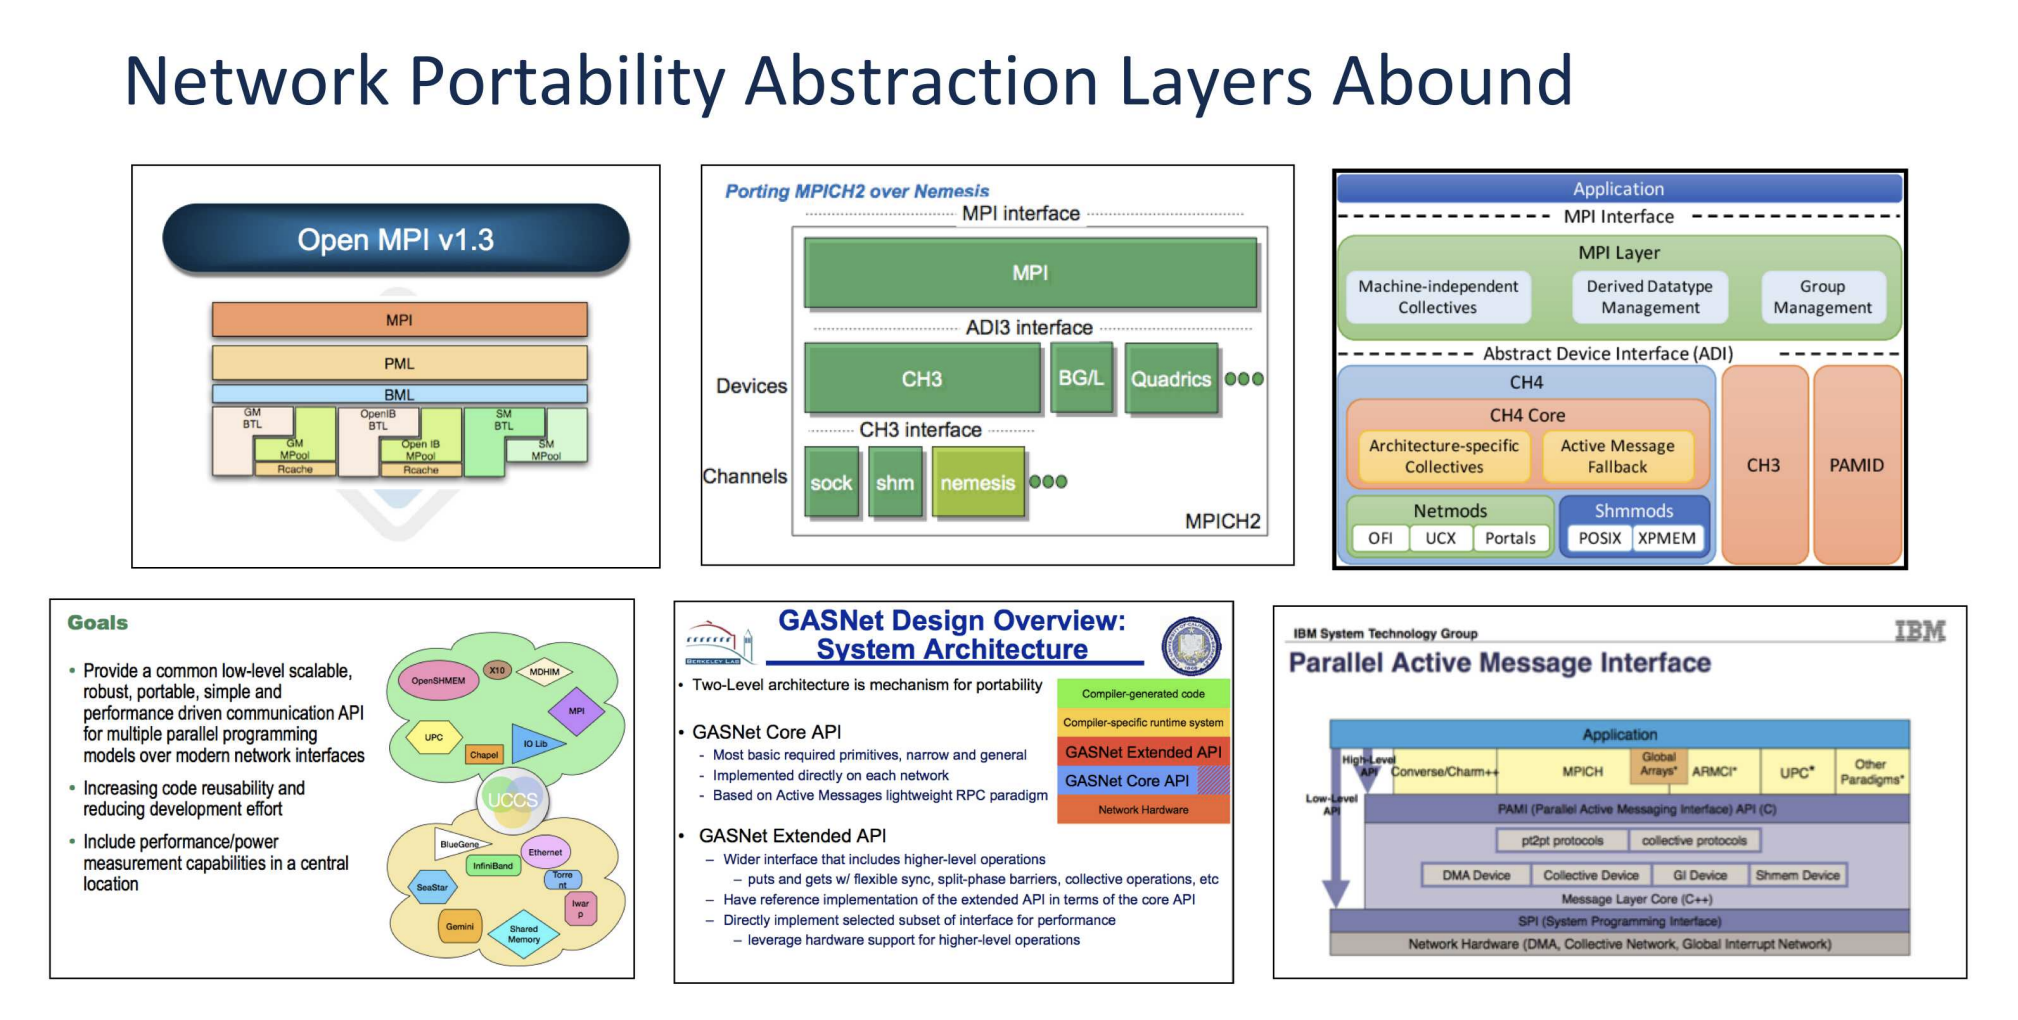 Network Portability Abstraction Layers Abound
Open MPI v1.3
MPI
PML
BML
GM
BTL
GM
MPool
Rcache
OpenIB
BTL
Open IB
MPool
Rcache
SM
BTL
SM
MPool
Porting MPICH2 over Nemesis
MPI interface
MPI
ADI3 interface
Devices
CH3
BG/L
Quadrics
CH3 interface
Channels
sock
shm
nemesis
MPICH2
Application
MPI Interface
MPI Layer
Machine-independent
Collectives
Derived Datatype
Management
Group
Management
Abstract Device Interface (ADI)
CH4
CH4 Core
Architecture-specific
Collectives
Active Message
Fallback
Netmods
OFI
UCX
Portals
Shmmods
POSIX
XPMEM
CH3
PAMID
Goals
• Provide a common low-level scalable,
robust, portable, simple and
performance driven communication API
for multiple parallel programming
models over modern network interfaces
• Increasing code reusability and
reducing development effort
• Include performance/power
measurement capabilities in a central
location
OpenSHMEM
X10
MDHIM
MPI
UPC
Chapel
IO Lib
UCCS
BlueGene
Ethernet
InfiniBand
Torre
nt
SeaStar
Iwar
p
Gemini
Shared
Memory
BERKELEY LAB
GASNet Design Overview:
System Architecture
• Two-Level architecture is mechanism for portability
• GASNet Core API
- Most basic required primitives, narrow and general
- Implemented directly on each network
- Based on Active Messages lightweight RPC paradigm
Compiler-generated code
Compiler-specific runtime system
GASNet Extended API
GASNet Core API
Network Hardware
• GASNet Extended API
– Wider interface that includes higher-level operations
– puts and gets w/ flexible sync, split-phase barriers, collective operations, etc
– Have reference implementation of the extended API in terms of the core API
– Directly implement selected subset of interface for performance
– leverage hardware support for higher-level operations
IBM System Technology Group
IBM
Parallel Active Message Interface
Application
High-Level
API
Converse/Charm++
MPICH
Global
Arrays*
ARMCI*
UPC*
Other
Paradigms*
Low-Level
API
PAMI (Parallel Active Messaging Interface) API (C)
pt2pt protocols
collective protocols
DMA Device
Collective Device
GI Device
Shmem Device
Message Layer Core (C++)
SPI (System Programming Interface)
Network Hardware (DMA, Collective Network, Global Interrupt Network)